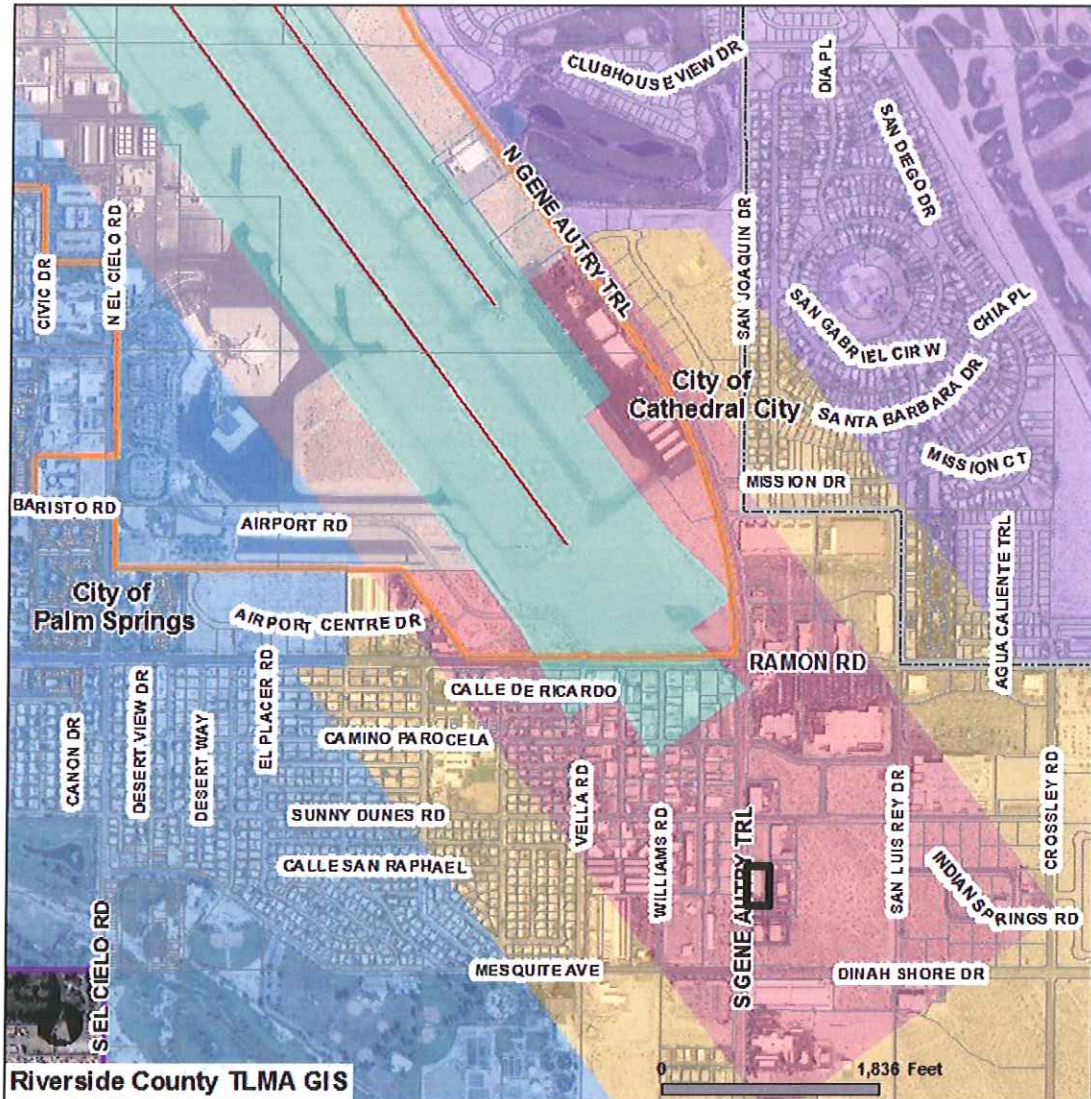 CLUBHOUSE VIEW DR
DIA PL
SAN DIEGO DR
N GENE AUTRY TRL
SAN JOAQUIN DR
CIVIC DR
N EL CIELO RD
SAN GABRIEL CIR W
CHIA PL
City of
Cathedral City
SANTA BARBARA DR
MISSION CT
MISSION DR
BARISTO RD
AIRPORT RD
AGUA CALIENTE TRL
City of
Palm Springs
AIRPORT CENTRE DR
RAMON RD
CALLE DE RICARDO
CANON DR
DESERT VIEW DR
DESERT WAY
EL PLACER RD
CAMINO PAROCELA
VELLA RD
WILLIAMS RD
S GENE AUTRY TRL
SAN LUIS REY DR
CROSSLEY RD
SUNNY DUNES RD
CALLE SAN RAPHAEL
INDIAN SPRINGS RD
S EL CIELO RD
MESQUITE AVE
DINAH SHORE DR
Riverside County TLMA GIS
0 1,836 Feet